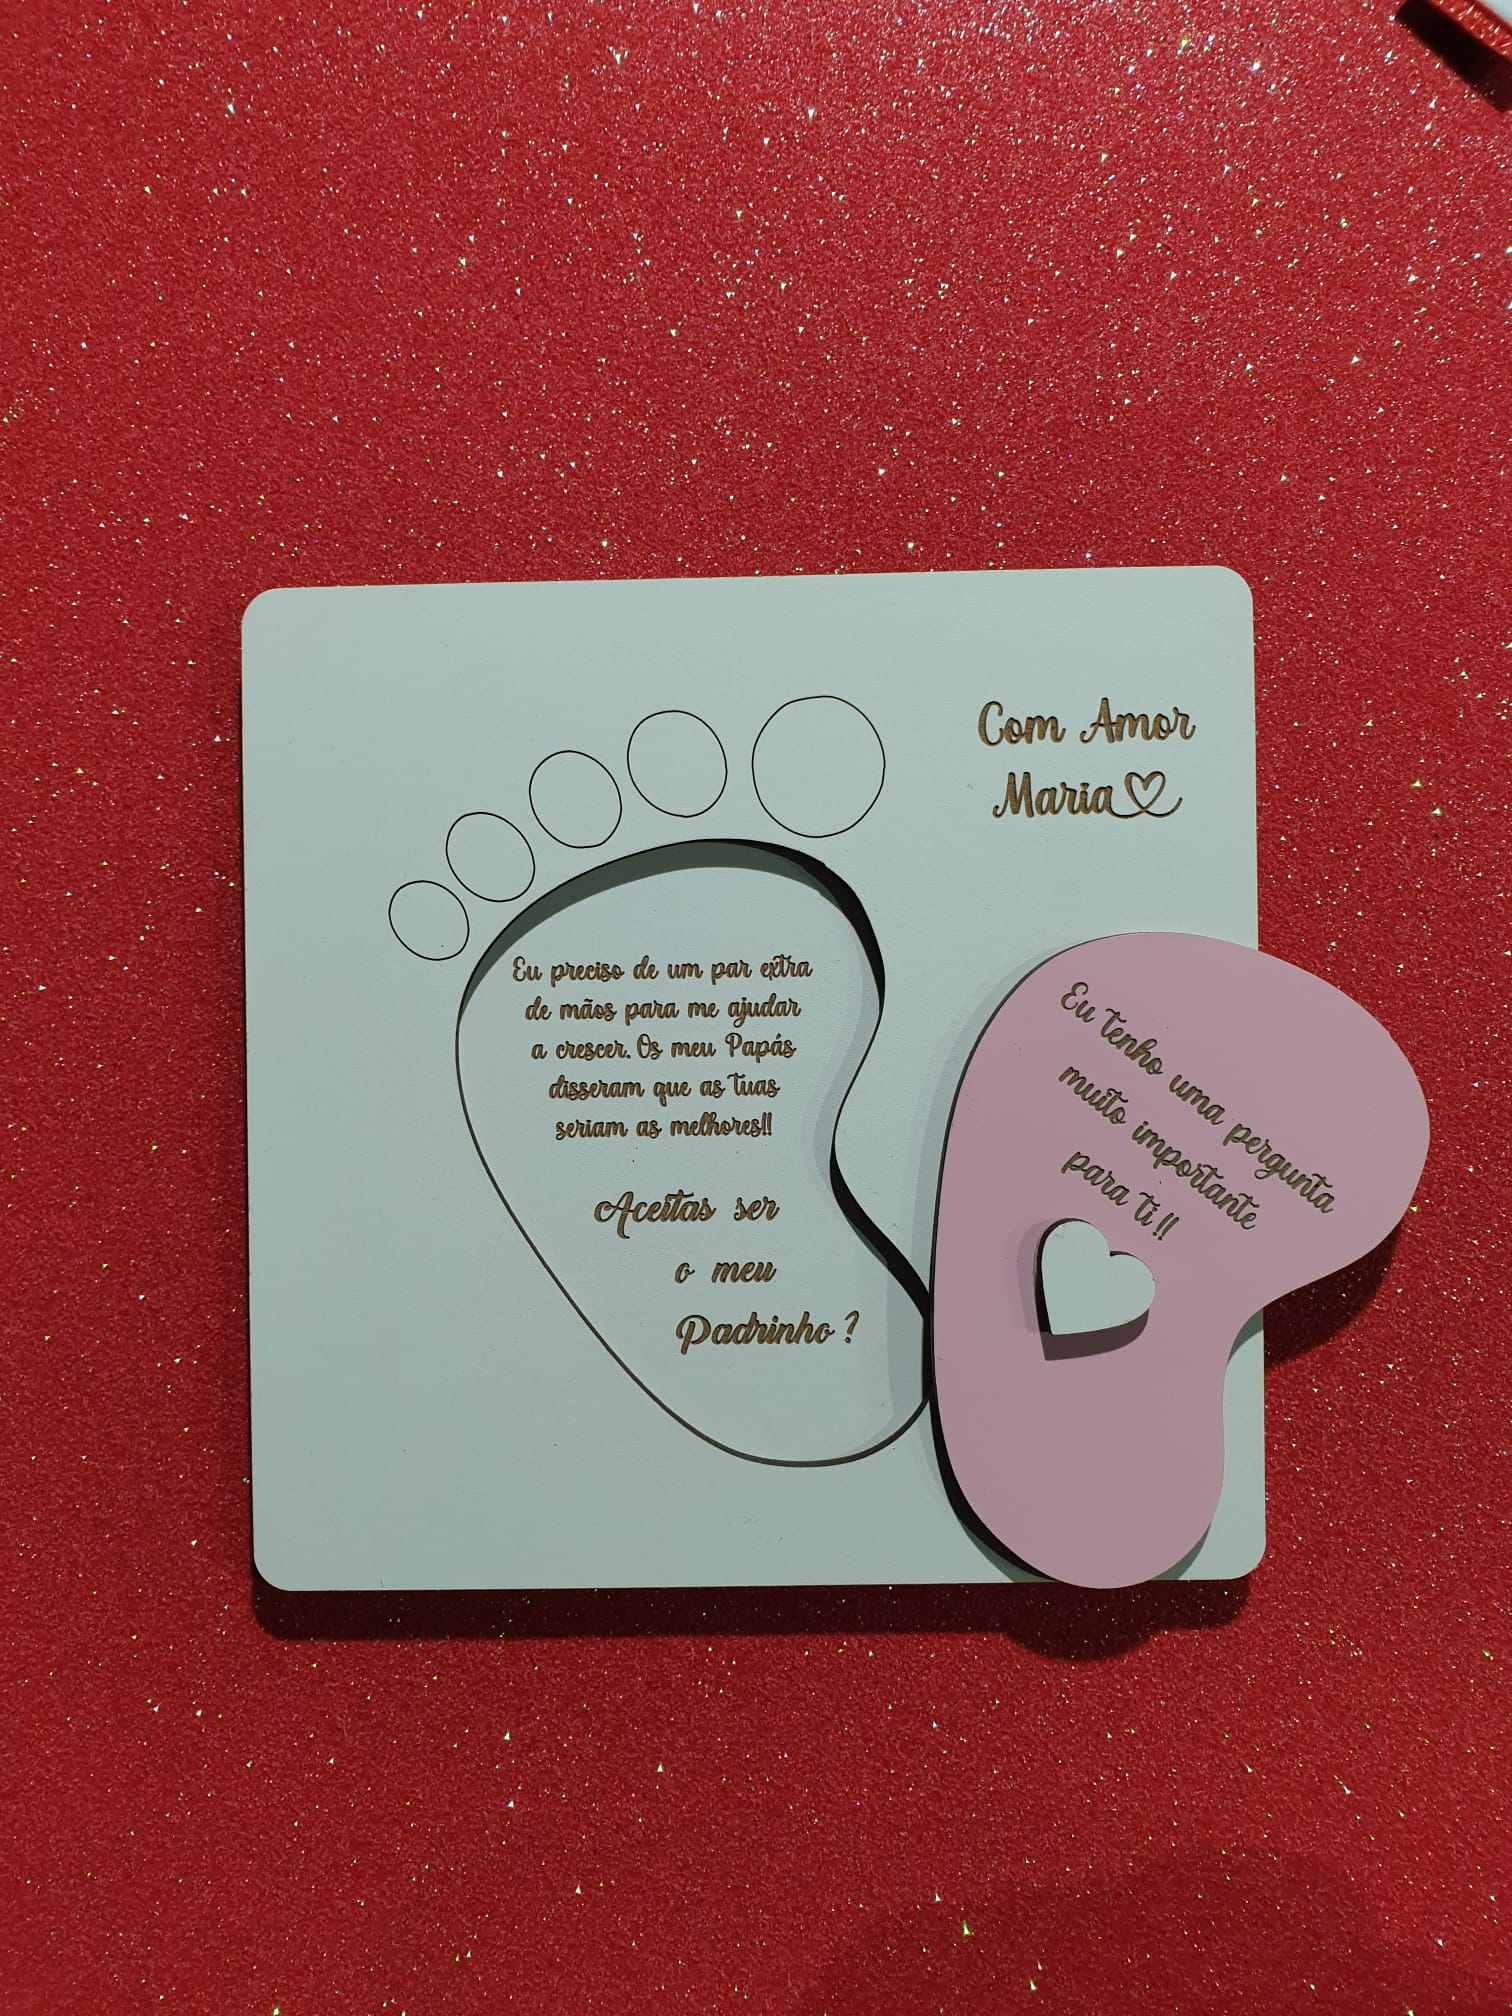 Com Amor
Maria
Eu preciso de um par extra
de mãos para me ajudar
a crescer. Os meu Papás
disseram que as tuas
seriam as melhores!!
Aceitas ser
o meu
Padrinho ?
Eu tenho uma pergunta
muito importante
para ti !!